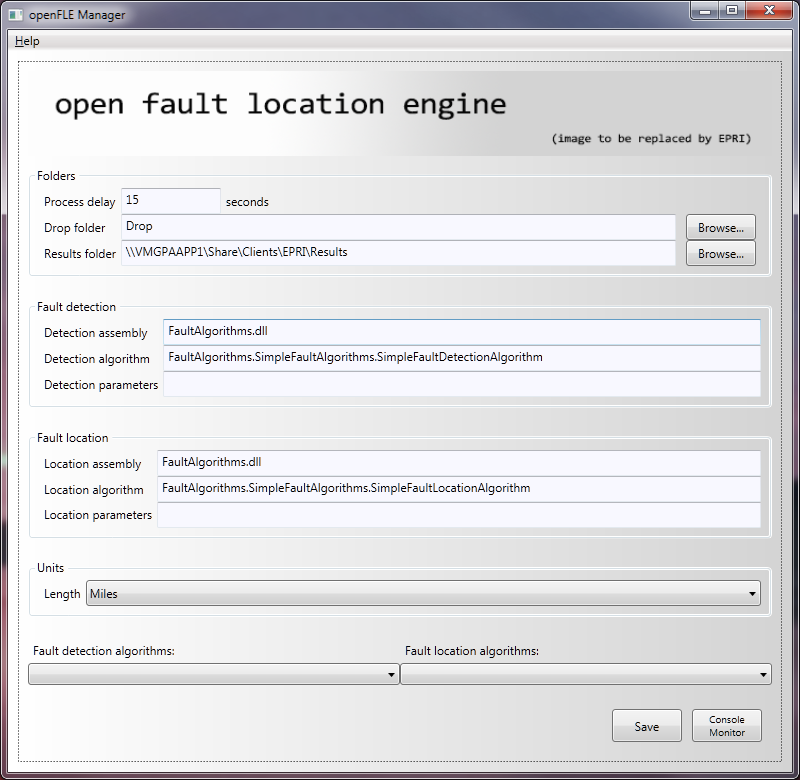 openFLE Manager
Help
open fault location engine
(image to be replaced by EPRI)
Folders
Process delay 15 seconds
Drop folder Drop Browse...
Results folder \\VMGPAAPP1\Share\Clients\EPRI\Results Browse...
Fault detection
Detection assembly FaultAlgorithms.dll
Detection algorithm FaultAlgorithms.SimpleFaultAlgorithms.SimpleFaultDetectionAlgorithm
Detection parameters
Fault location
Location assembly FaultAlgorithms.dll
Location algorithm FaultAlgorithms.SimpleFaultAlgorithms.SimpleFaultLocationAlgorithm
Location parameters
Units
Length Miles
Fault detection algorithms: Fault location algorithms:
Save Console
Monitor